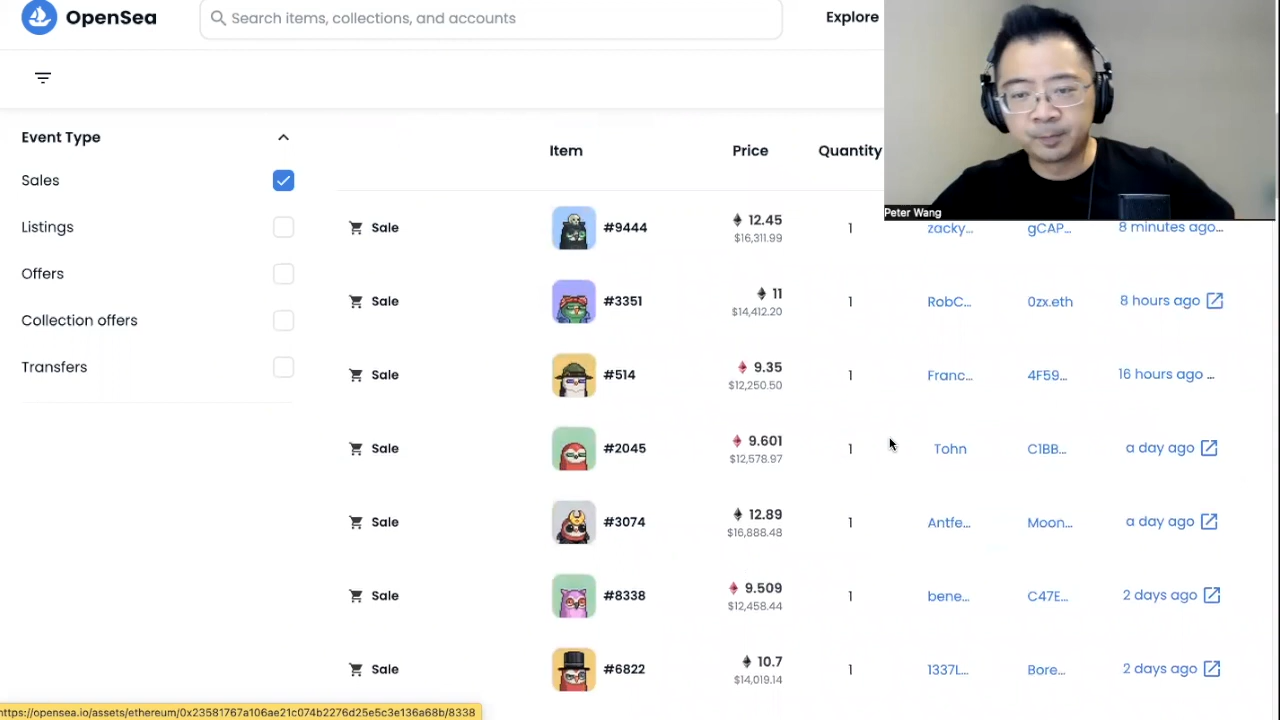 OpenSea
Search items, collections, and accounts
Explore
Peter Wang
Event Type
Sales
Listings
Offers
Collection offers
Transfers
Item Price Quantity
Sale #9444 12.45 1 zacky... gCAP... 8 minutes ago...
$16,311.99
Sale #3351 11 1 RobC... 0zx.eth 8 hours ago
$14,412.20
Sale #514 9.35 1 Franc... 4F59... 16 hours ago ...
$12,250.50
Sale #2045 9.601 1 Tohn C1BB... a day ago
$12,578.97
Sale #3074 12.89 1 Antfe... Moon... a day ago
$16,888.48
Sale #8338 9.509 1 bene... C47E... 2 days ago
$12,458.44
Sale #6822 10.7 1 1337L... Bore... 2 days ago
$14,019.14
https://opensea.io/assets/ethereum/0x23581767a106ae21c074b2276d25e5c3e136a68b/8338